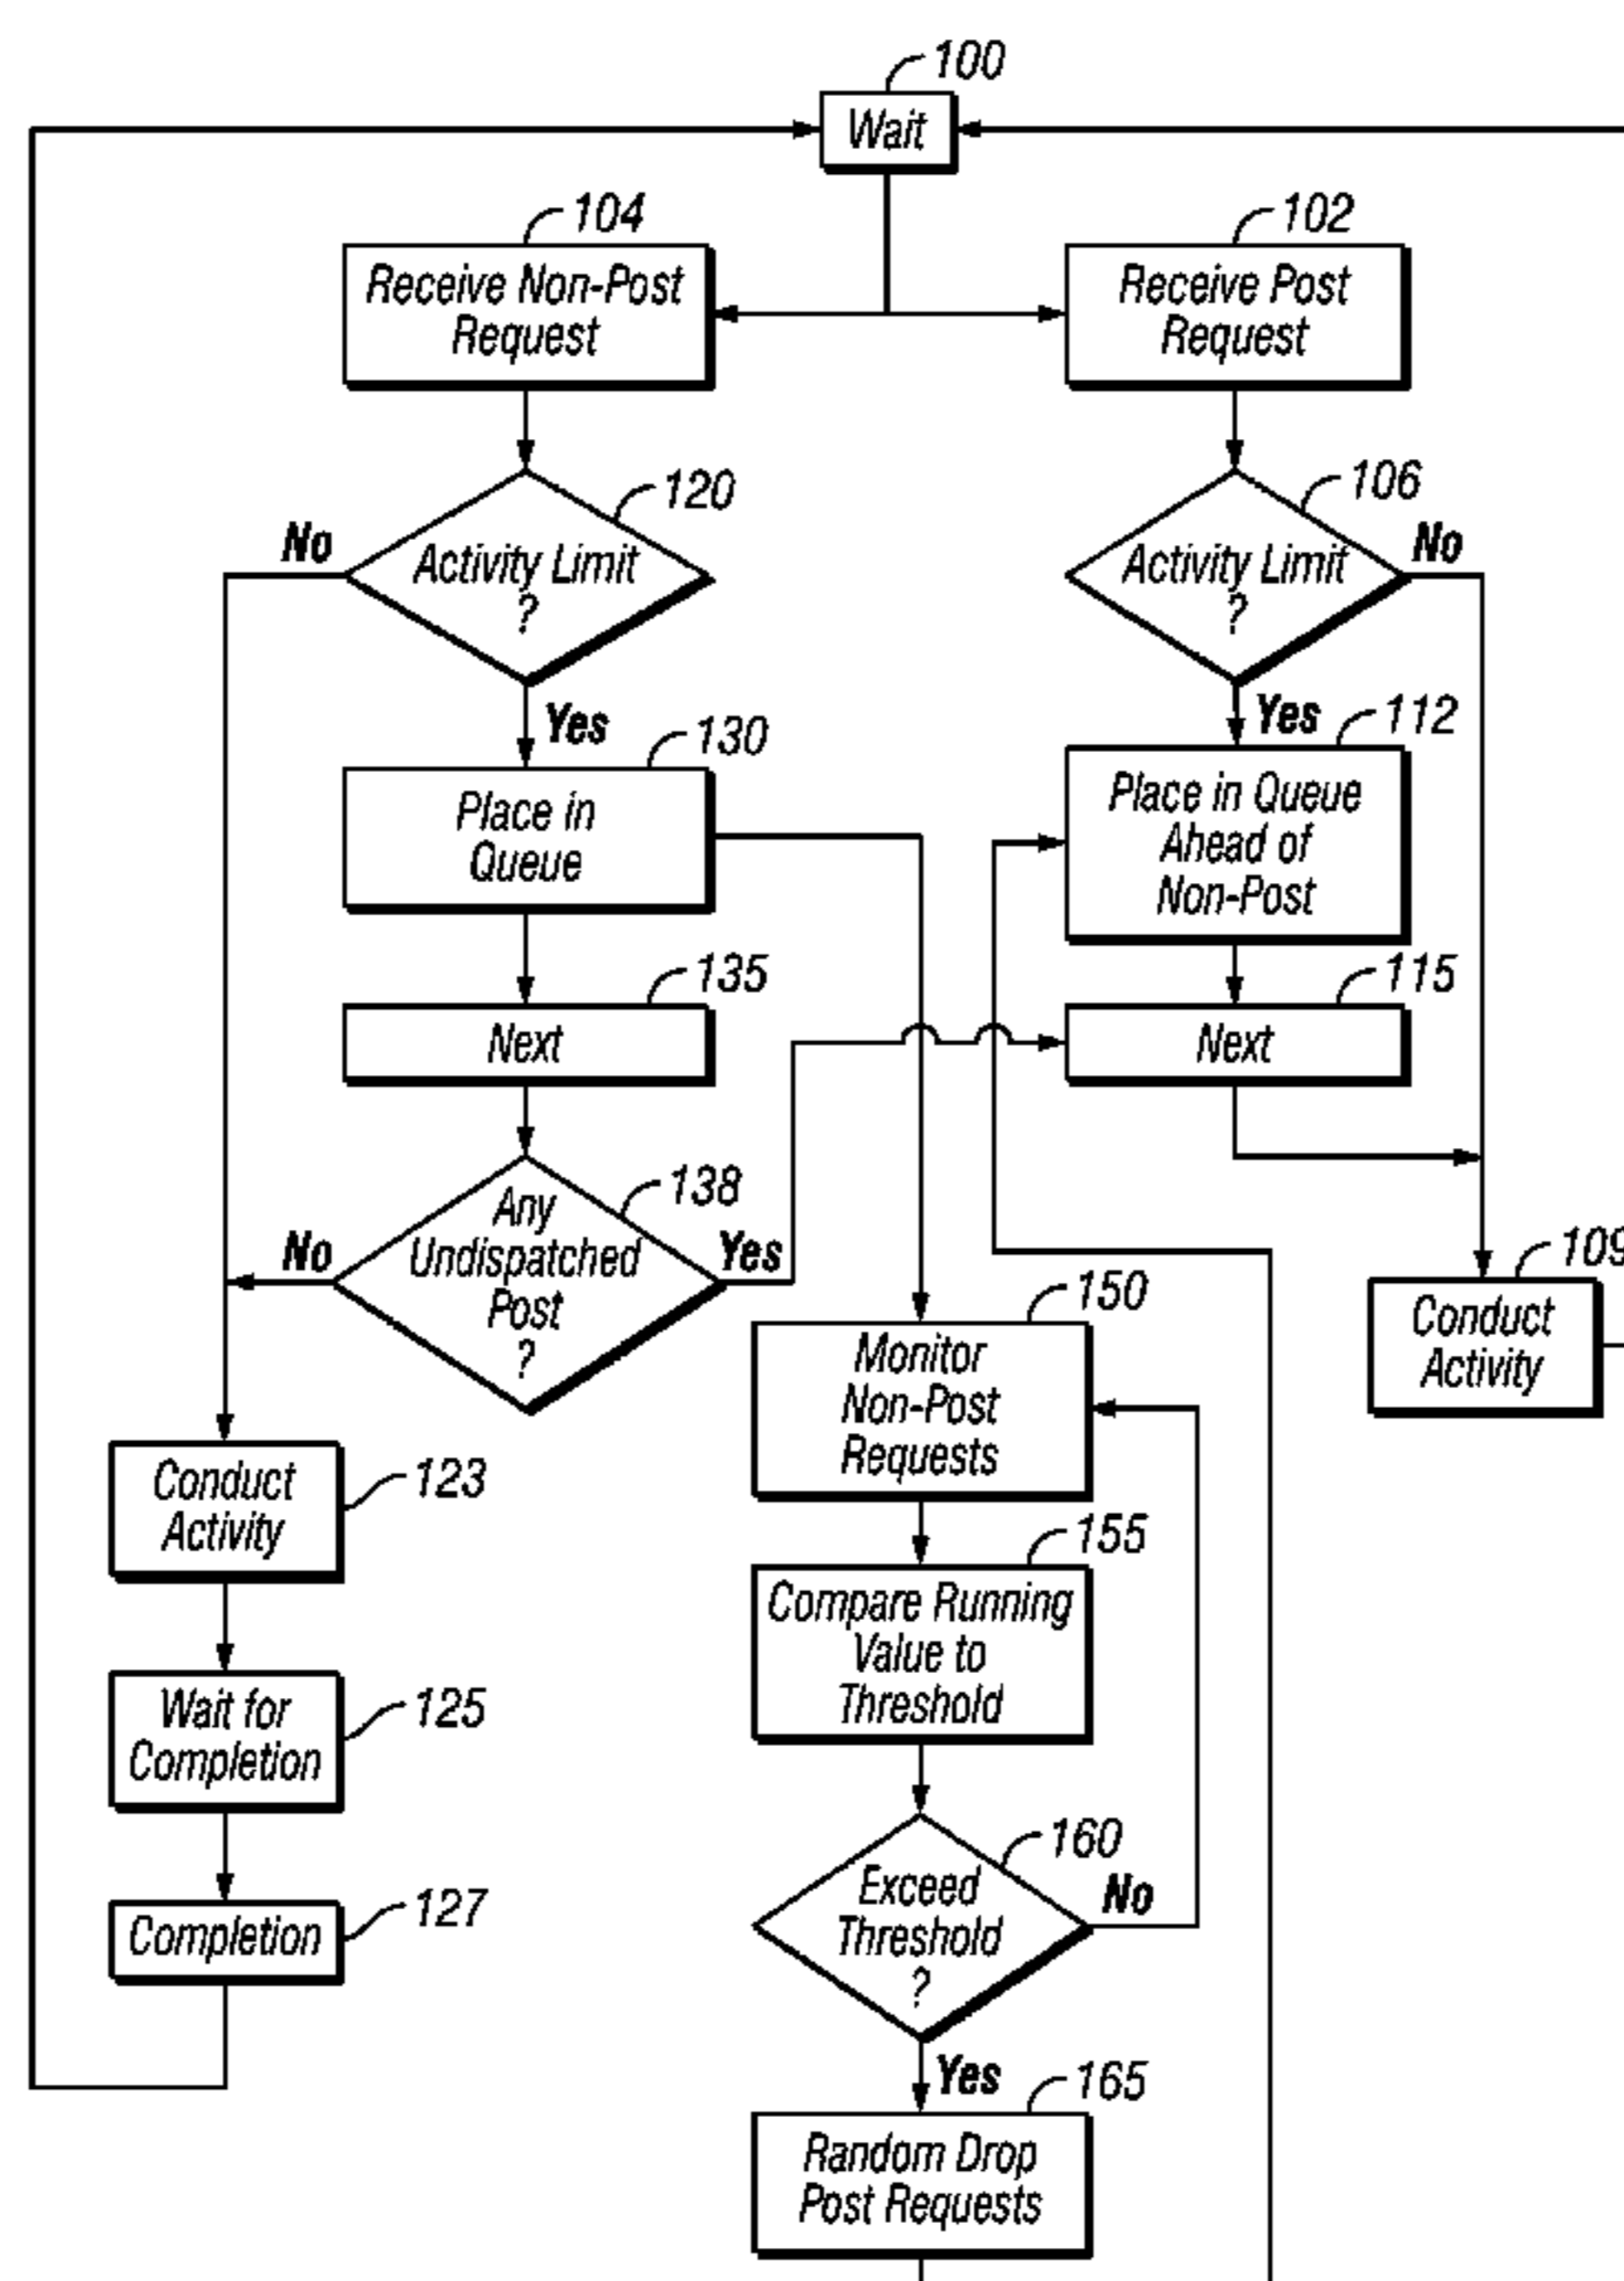 100
Wait
104
Receive Non-Post
Request
102
Receive Post
Request
120
Activity Limit
?
No
Yes
106
Activity Limit
?
No
Yes
130
Place in
Queue
112
Place in Queue
Ahead of
Non-Post
135
Next
115
Next
138
Any
Undispatched
Post
?
No
Yes
109
Conduct
Activity
150
Monitor
Non-Post
Requests
123
Conduct
Activity
155
Compare Running
Value to
Threshold
125
Wait for
Completion
160
Exceed
Threshold
?
No
Yes
127
Completion
165
Random Drop
Post Requests